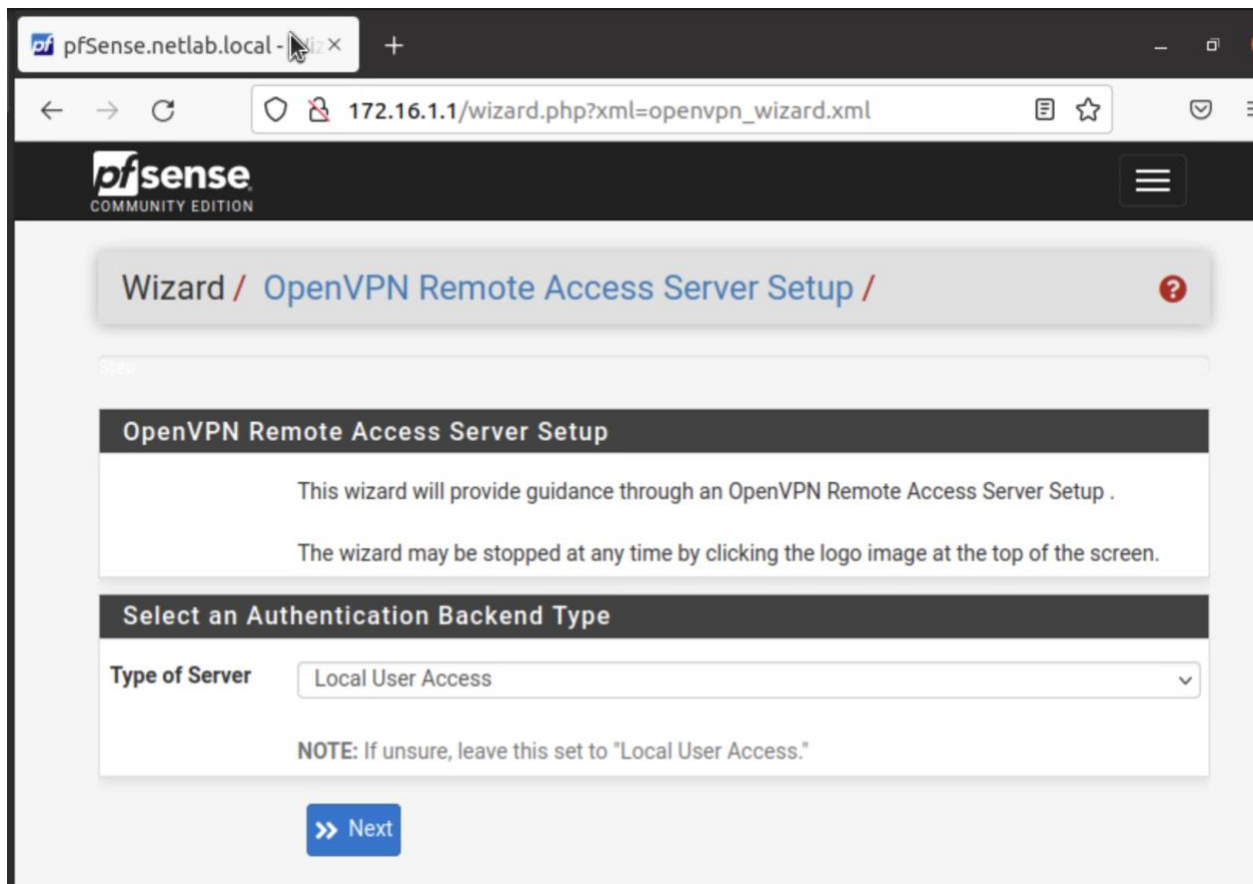 pfSense.netlab.local -
172.16.1.1/wizard.php?xml=openvpn_wizard.xml
pfsense
COMMUNITY EDITION
Wizard / OpenVPN Remote Access Server Setup /
Step
OpenVPN Remote Access Server Setup
This wizard will provide guidance through an OpenVPN Remote Access Server Setup .
The wizard may be stopped at any time by clicking the logo image at the top of the screen.
Select an Authentication Backend Type
Type of Server Local User Access
NOTE: If unsure, leave this set to "Local User Access."
Next